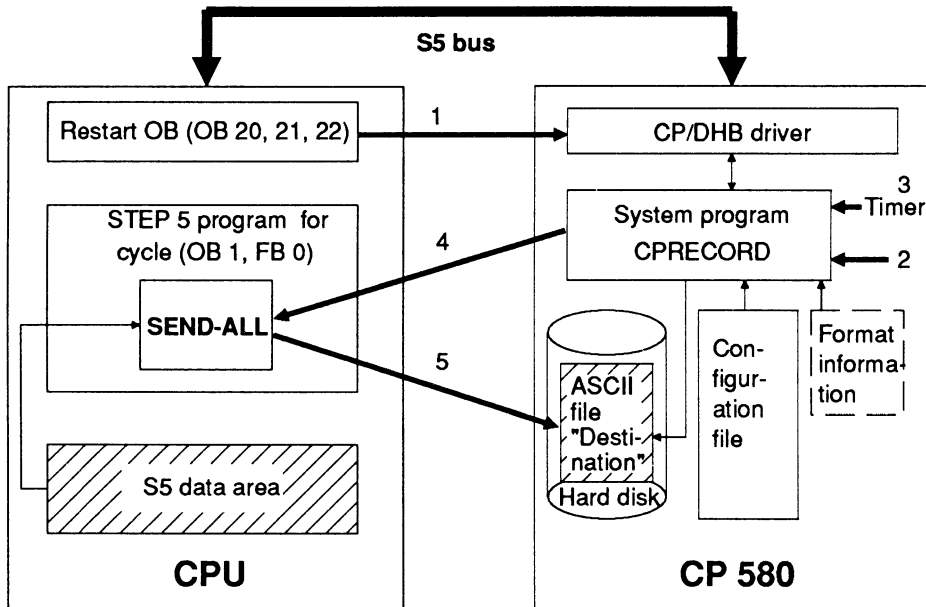 S5 bus
Restart OB (OB 20, 21, 22)
1
CP/DHB driver
STEP 5 program for
cycle (OB 1, FB 0)
SEND-ALL
4
System program
CPRECORD
3
Timer
2
5
ASCII
file
"Desti-
nation"
Hard disk
Con-
figur-
ation
file
Format
informa-
tion
S5 data area
CPU
CP 580